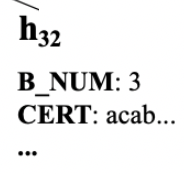 h₃₂
B_NUM: 3
CERT: acab...
...